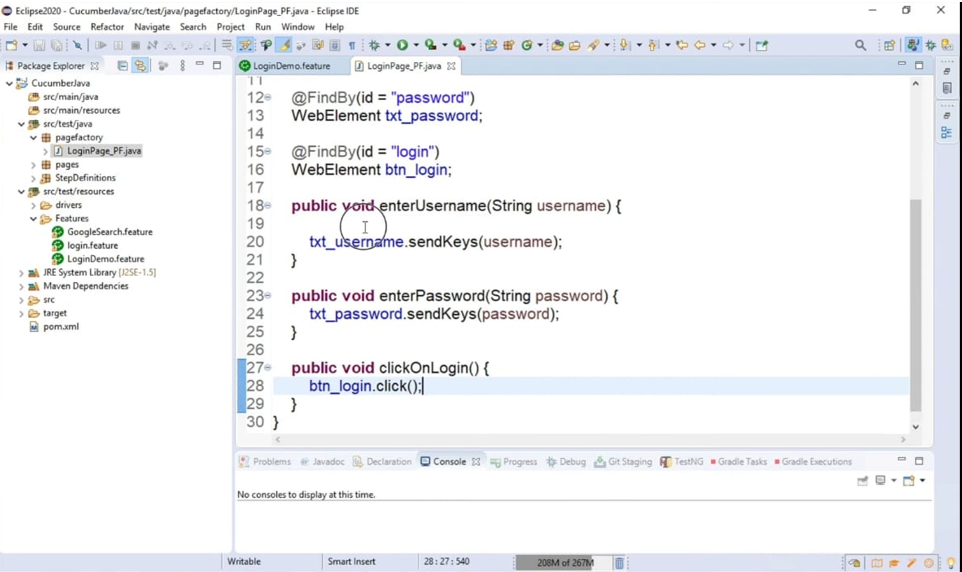 Eclipse2020 - CucumberJava/src/test/java/pagefactory/LoginPage_PF.java - Eclipse IDE
File Edit Source Refactor Navigate Search Project Run Window Help
Package Explorer
CucumberJava
src/main/java
src/main/resources
src/test/java
pagefactory
LoginPage_PF.java
pages
StepDefinitions
src/test/resources
drivers
Features
GoogleSearch.feature
login.feature
LoginDemo.feature
JRE System Library [J2SE-1.5]
Maven Dependencies
src
target
pom.xml
LoginDemo.feature LoginPage_PF.java
11
12 @FindBy(id = "password")
13 WebElement txt_password;
14
15 @FindBy(id = "login")
16 WebElement btn_login;
17
18 public void enterUsername(String username) {
19
20 txt_username.sendKeys(username);
21 }
22
23 public void enterPassword(String password) {
24 txt_password.sendKeys(password);
25 }
26
27 public void clickOnLogin() {
28 btn_login.click();
29 }
30 }
Problems Javadoc Declaration Console Progress Debug Git Staging TestNG Gradle Tasks Gradle Executions
No consoles to display at this time.
Writable Smart Insert 28 : 27 : 540 208M of 267M